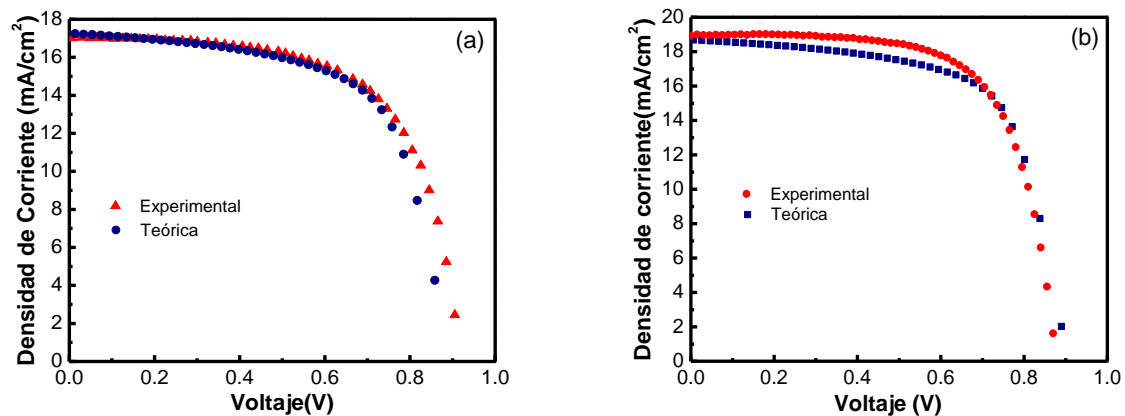 (a)
Densidad de Corriente (mA/cm²)
18
16
14
12
10
8
6
4
2
0
Experimental
Teórica
0.0 0.2 0.4 0.6 0.8 1.0
Voltaje(V)
(b)
Densidad de corriente(mA/cm²)
20
18
16
14
12
10
8
6
4
2
0
Experimental
Teórica
0.0 0.2 0.4 0.6 0.8 1.0
Voltaje (V)